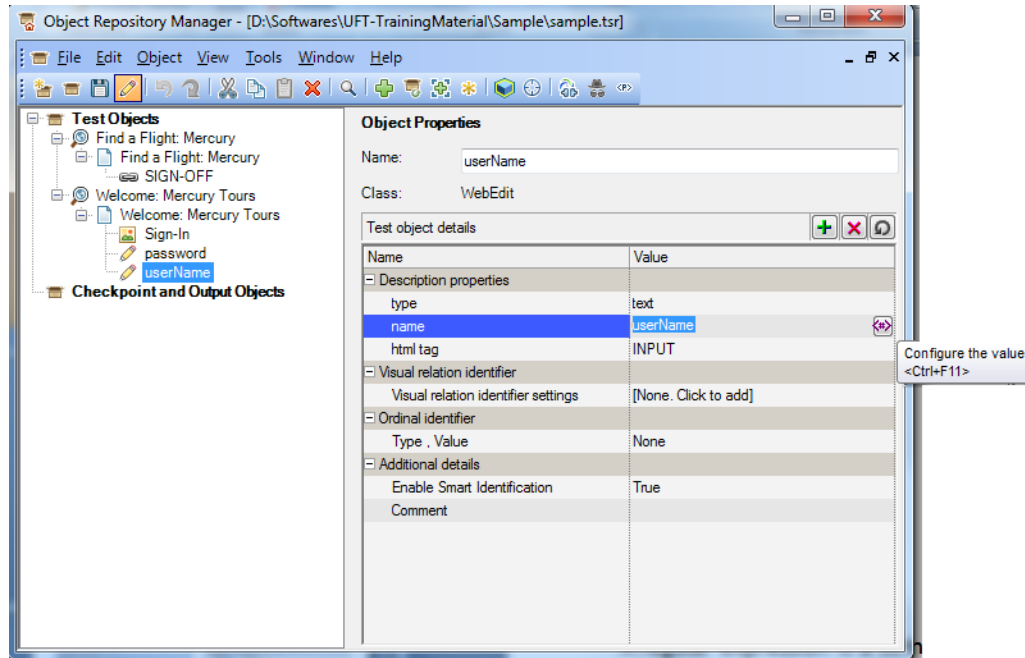 Object Repository Manager - [D:\Softwares\UFT-TrainingMaterial\Sample\sample.tsr]
File Edit Object View Tools Window Help
Test Objects
Find a Flight: Mercury
Find a Flight: Mercury
SIGN-OFF
Welcome: Mercury Tours
Welcome: Mercury Tours
Sign-In
password
userName
Checkpoint and Output Objects
Object Properties
Name: userName
Class: WebEdit
Test object details
Name Value
Description properties
type text
name userName
html tag INPUT
Visual relation identifier
Visual relation identifier settings [None. Click to add]
Ordinal identifier
Type , Value None
Additional details
Enable Smart Identification True
Comment
Configure the value
<Ctrl+F11>